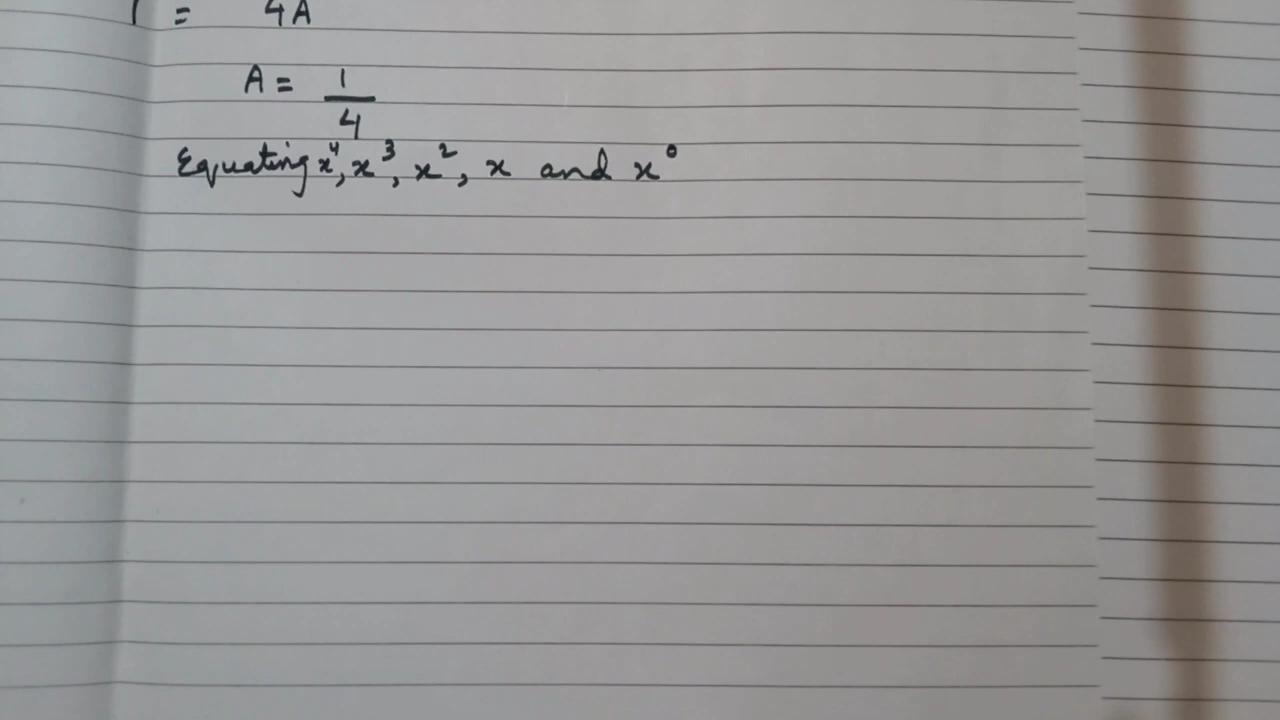 1 = 4A
A = 1/4
Equating x⁴, x³, x², x and x⁰